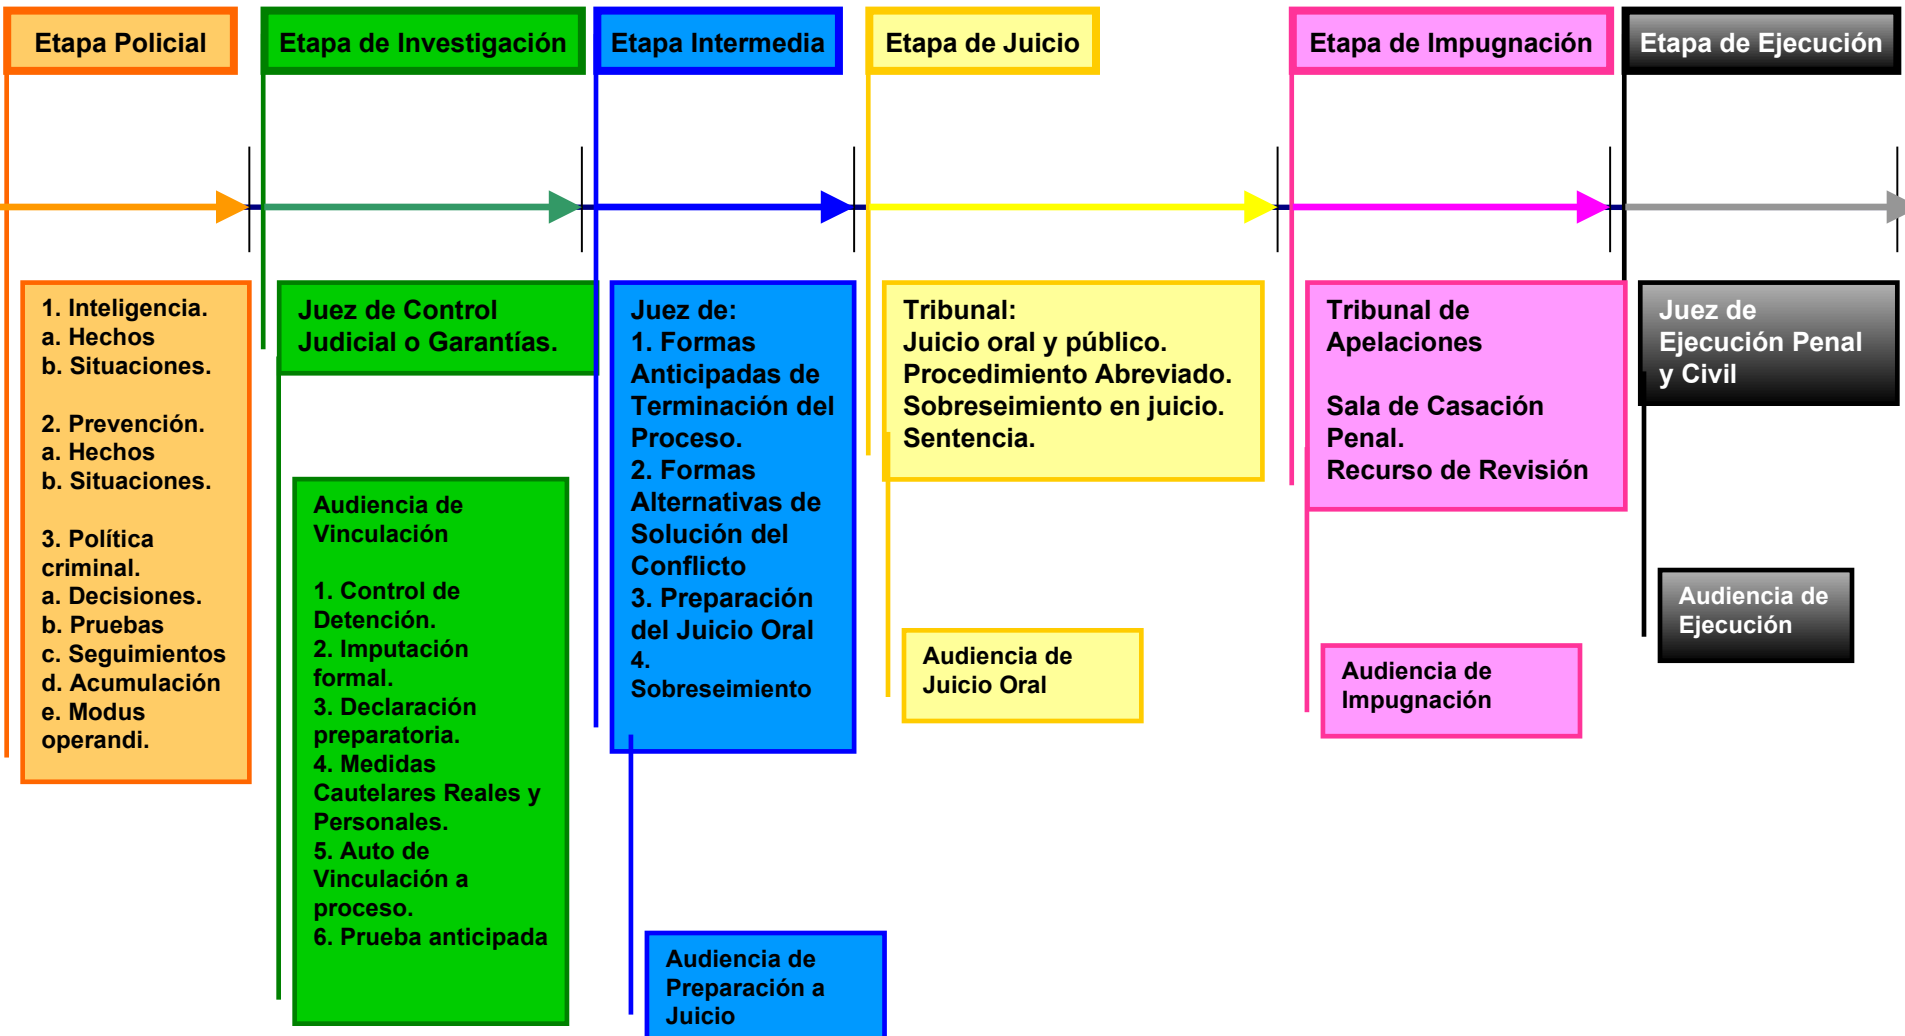 Etapa Policial
Etapa de Investigación
Etapa Intermedia
Etapa de Juicio
Etapa de Impugnación
Etapa de Ejecución
1. Inteligencia.
a. Hechos
b. Situaciones.
2. Prevención.
a. Hechos
b. Situaciones.
3. Política
criminal.
a. Decisiones.
b. Pruebas
c. Seguimientos
d. Acumulación
e. Modus
operandi.
Juez de Control
Judicial o Garantías.
Audiencia de
Vinculación
1. Control de
Detención.
2. Imputación
formal.
3. Declaración
preparatoria.
4. Medidas
Cautelares Reales y
Personales.
5. Auto de
Vinculación a
proceso.
6. Prueba anticipada
Juez de:
1. Formas
Anticipadas de
Terminación del
Proceso.
2. Formas
Alternativas de
Solución del
Conflicto
3. Preparación
del Juicio Oral
4.
Sobreseimiento
Audiencia de
Preparación a
Juicio
Tribunal:
Juicio oral y público.
Procedimiento Abreviado.
Sobreseimiento en juicio.
Sentencia.
Audiencia de
Juicio Oral
Tribunal de
Apelaciones
Sala de Casación
Penal.
Recurso de Revisión
Audiencia de
Impugnación
Juez de
Ejecución Penal
y Civil
Audiencia de
Ejecución